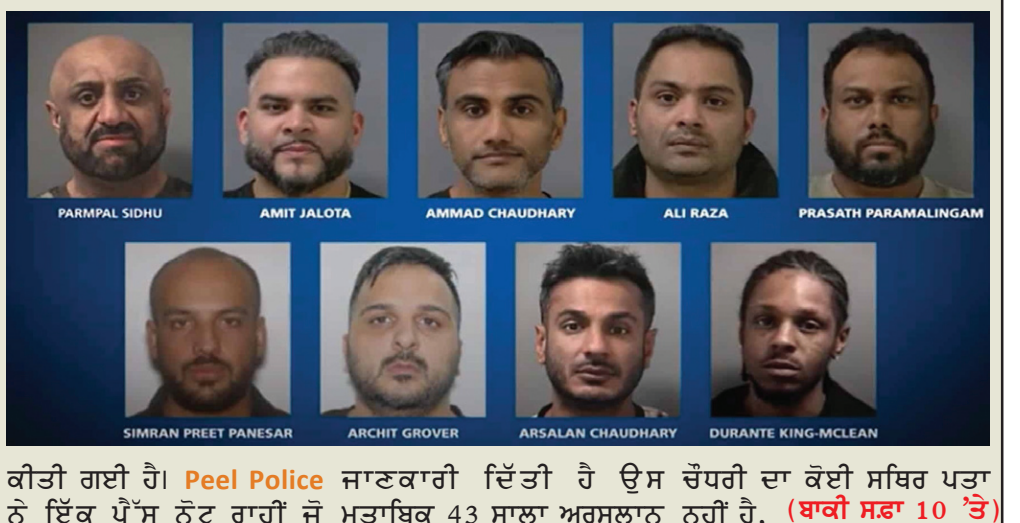 PARMPAL SIDHU
AMIT JALOTA
AMMAD CHAUDHARY
ALI RAZA
PRASATH PARAMALINGAM
SIMRAN PREET PANESAR
ARCHIT GROVER
ARSALAN CHAUDHARY
DURANTE KING-MCLEAN
ਕੀਤੀ ਗਈ ਹੈ। Peel Police ਜਾਣਕਾਰੀ ਦਿੱਤੀ ਹੈ ਉਸ ਚੌਧਰੀ ਦਾ ਕੋਈ ਸਥਿਰ ਪਤਾ
ਨੇ ਇੱਕ ਪ੍ਰੈੱਸ ਨੋਟ ਰਾਹੀਂ ਜੋ ਮੁਤਾਬਿਕ 43 ਸਾਲਾ ਅਰਸਲਾਨ ਨਹੀਂ ਹੈ, (ਬਾਕੀ ਸਫ਼ਾ 10 'ਤੇ)